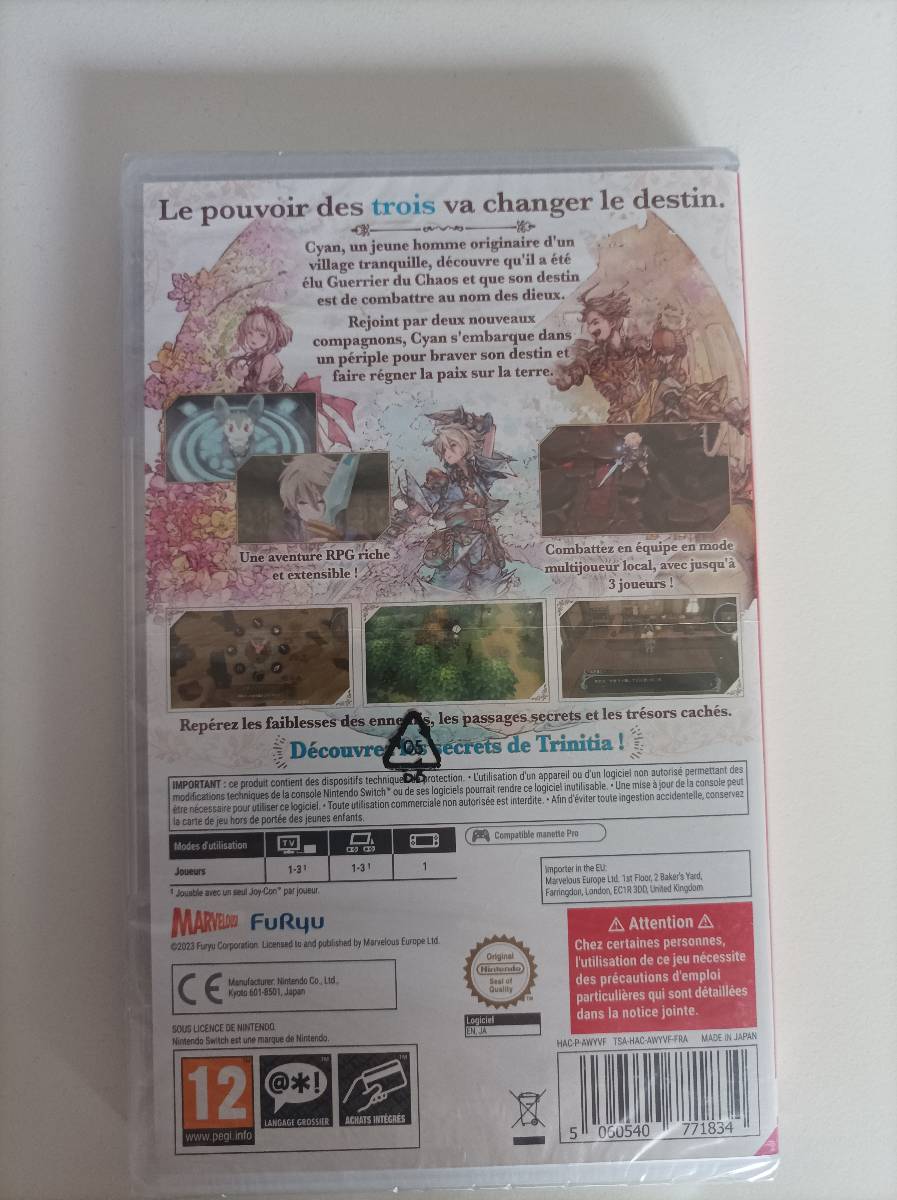 Le pouvoir des trois va changer le destin.
Cyan, un jeune homme originaire d'un
village tranquille, découvre qu'il a été
élu Guerrier du Chaos et que son destin
est de combattre au nom des dieux.
Rejoint par deux nouveaux
compagnons, Cyan s'embarque dans
un périple pour braver son destin et
faire régner la paix sur la terre.
Une aventure RPG riche
et extensible !
Combattez en équipe en mode
multijoueur local, avec jusqu'à
3 joueurs !
Repérez les faiblesses des ennemis, les passages secrets et les trésors cachés.
05
Découvrez les secrets de Trinitia !
IMPORTANT : ce produit contient des dispositifs techniques de protection. • L'utilisation d'un appareil ou d'un logiciel non autorisé permettant des
modifications techniques de la console Nintendo Switch™ ou de ses logiciels pourrait rendre ce logiciel inutilisable. • Une mise à jour de la console peut
être nécessaire pour utiliser ce logiciel. • Toute utilisation commerciale non autorisée est interdite. • Afin d'éviter toute ingestion accidentelle, conservez
la carte de jeu hors de portée des jeunes enfants.
Modes d'utilisation TV
Joueurs 1-3¹ 1-3¹ 1
¹ Jouable avec un seul Joy-Con™ par joueur.
Compatible manette Pro
Importer in the EU:
Marvelous Europe Ltd. 1st Floor, 2 Baker's Yard,
Farringdon, London, EC1R 3DD, United Kingdom
MARVELOUS! FuRyu
©2023 Furyu Corporation. Licensed to and published by Marvelous Europe Ltd.
CE Manufacturer: Nintendo Co., Ltd.,
Kyoto 601-8501, Japan
Original
Nintendo
Seal of
Quality
TM
Attention
Chez certaines personnes,
l'utilisation de ce jeu nécessite
des précautions d'emploi
particulières qui sont détaillées
dans la notice jointe.
Logiciel
EN, JA
SOUS LICENCE DE NINTENDO.
Nintendo Switch est une marque de Nintendo.
HAC-P-AWYVF TSA-HAC-AWYVF-FRA MADE IN JAPAN
12
www.pegi.info
@*!
LANGAGE GROSSIER
ACHATS INTÉGRÉS
5 060540 771834